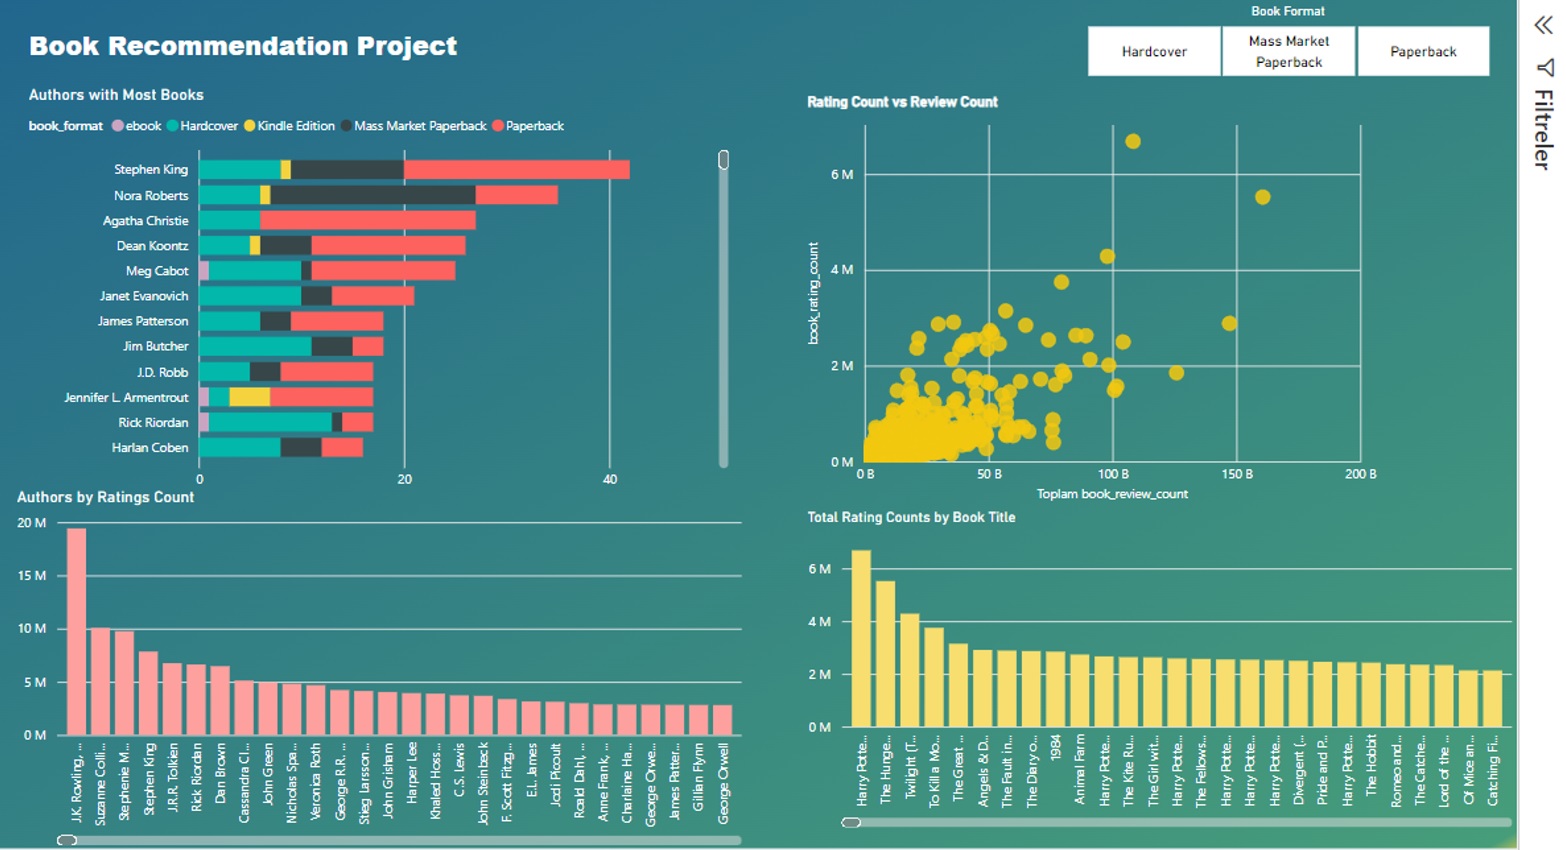 Book Recommendation Project
Book Format
Hardcover
Mass Market
Paperback
Paperback
Filtreler
Authors with Most Books
book_format ebook Hardcover Kindle Edition Mass Market Paperback Paperback
Stephen King
Nora Roberts
Agatha Christie
Dean Koontz
Meg Cabot
Janet Evanovich
James Patterson
Jim Butcher
J.D. Robb
Jennifer L. Armentrout
Rick Riordan
Harlan Coben
0 20 40
Rating Count vs Review Count
book_rating_count
6 M
4 M
2 M
0 M
0 B 50 B 100 B 150 B 200 B
Toplam book_review_count
Authors by Ratings Count
20 M
15 M
10 M
5 M
0 M
J.K. Rowling, ...
Suzanne Colli...
Stephenie M...
Stephen King
J.R.R. Tolkien
Rick Riordan
Dan Brown
Cassandra Cl...
John Green
Nicholas Spa...
Veronica Roth
George R.R. ...
Stieg Larsson...
John Grisham
Harper Lee
Khaled Hoss...
C.S. Lewis
John Steinbeck
F. Scott Fitzg...
E.L. James
Jodi Picoult
Roald Dahl, ...
Anne Frank, ...
Charlaine Ha...
George Orwe...
James Patter...
Gillian Flynn
George Orwell
Total Rating Counts by Book Title
6 M
4 M
2 M
0 M
Harry Potte...
The Hunge...
Twilight (T...
To Kill a Mo...
The Great ...
Angels & D...
The Fault in...
The Diary o...
1984
Animal Farm
Harry Potte...
The Kite Ru...
The Girl wit...
Harry Potte...
The Fellows...
Harry Potte...
Harry Potte...
Harry Potte...
Divergent (...
Pride and P...
Harry Potte...
The Hobbit
Romeo and...
The Catche...
Lord of the ...
Of Mice an...
Catching Fi...